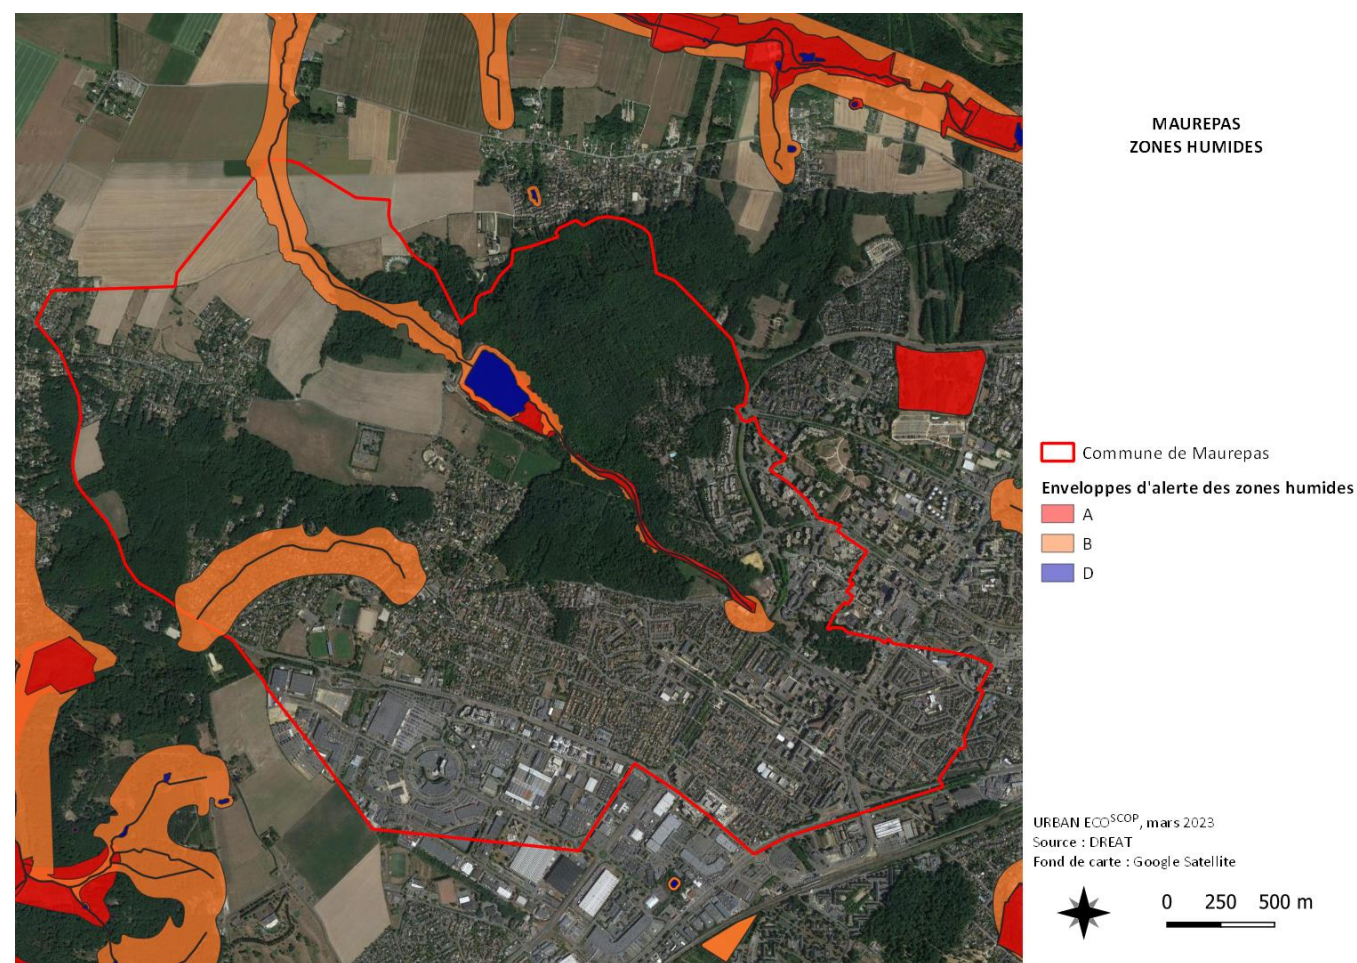 MAUREPAS
ZONES HUMIDES
Commune de Maurepas
Enveloppes d'alerte des zones humides
A
B
D
URBAN ECOSCOP, mars 2023
Source : DREAT
Fond de carte : Google Satellite
0 250 500 m